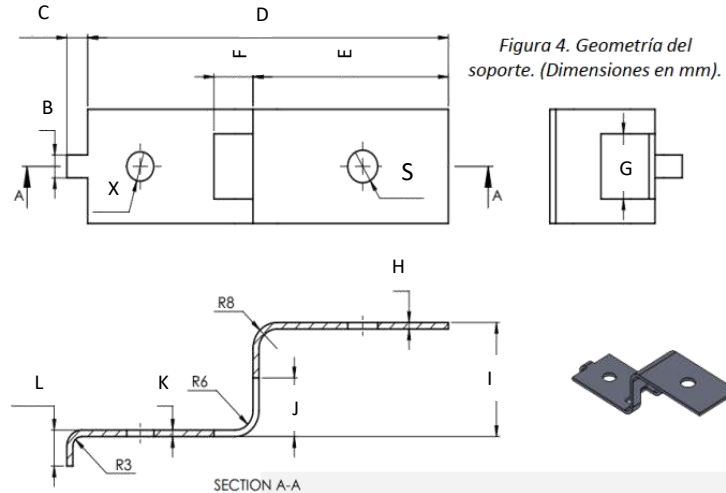 C
D
F
E
Figura 4. Geometría del
soporte. (Dimensiones en mm).
B
A
X
S
A
G
H
R8
L
K
R6
J
I
R3
SECTION A-A